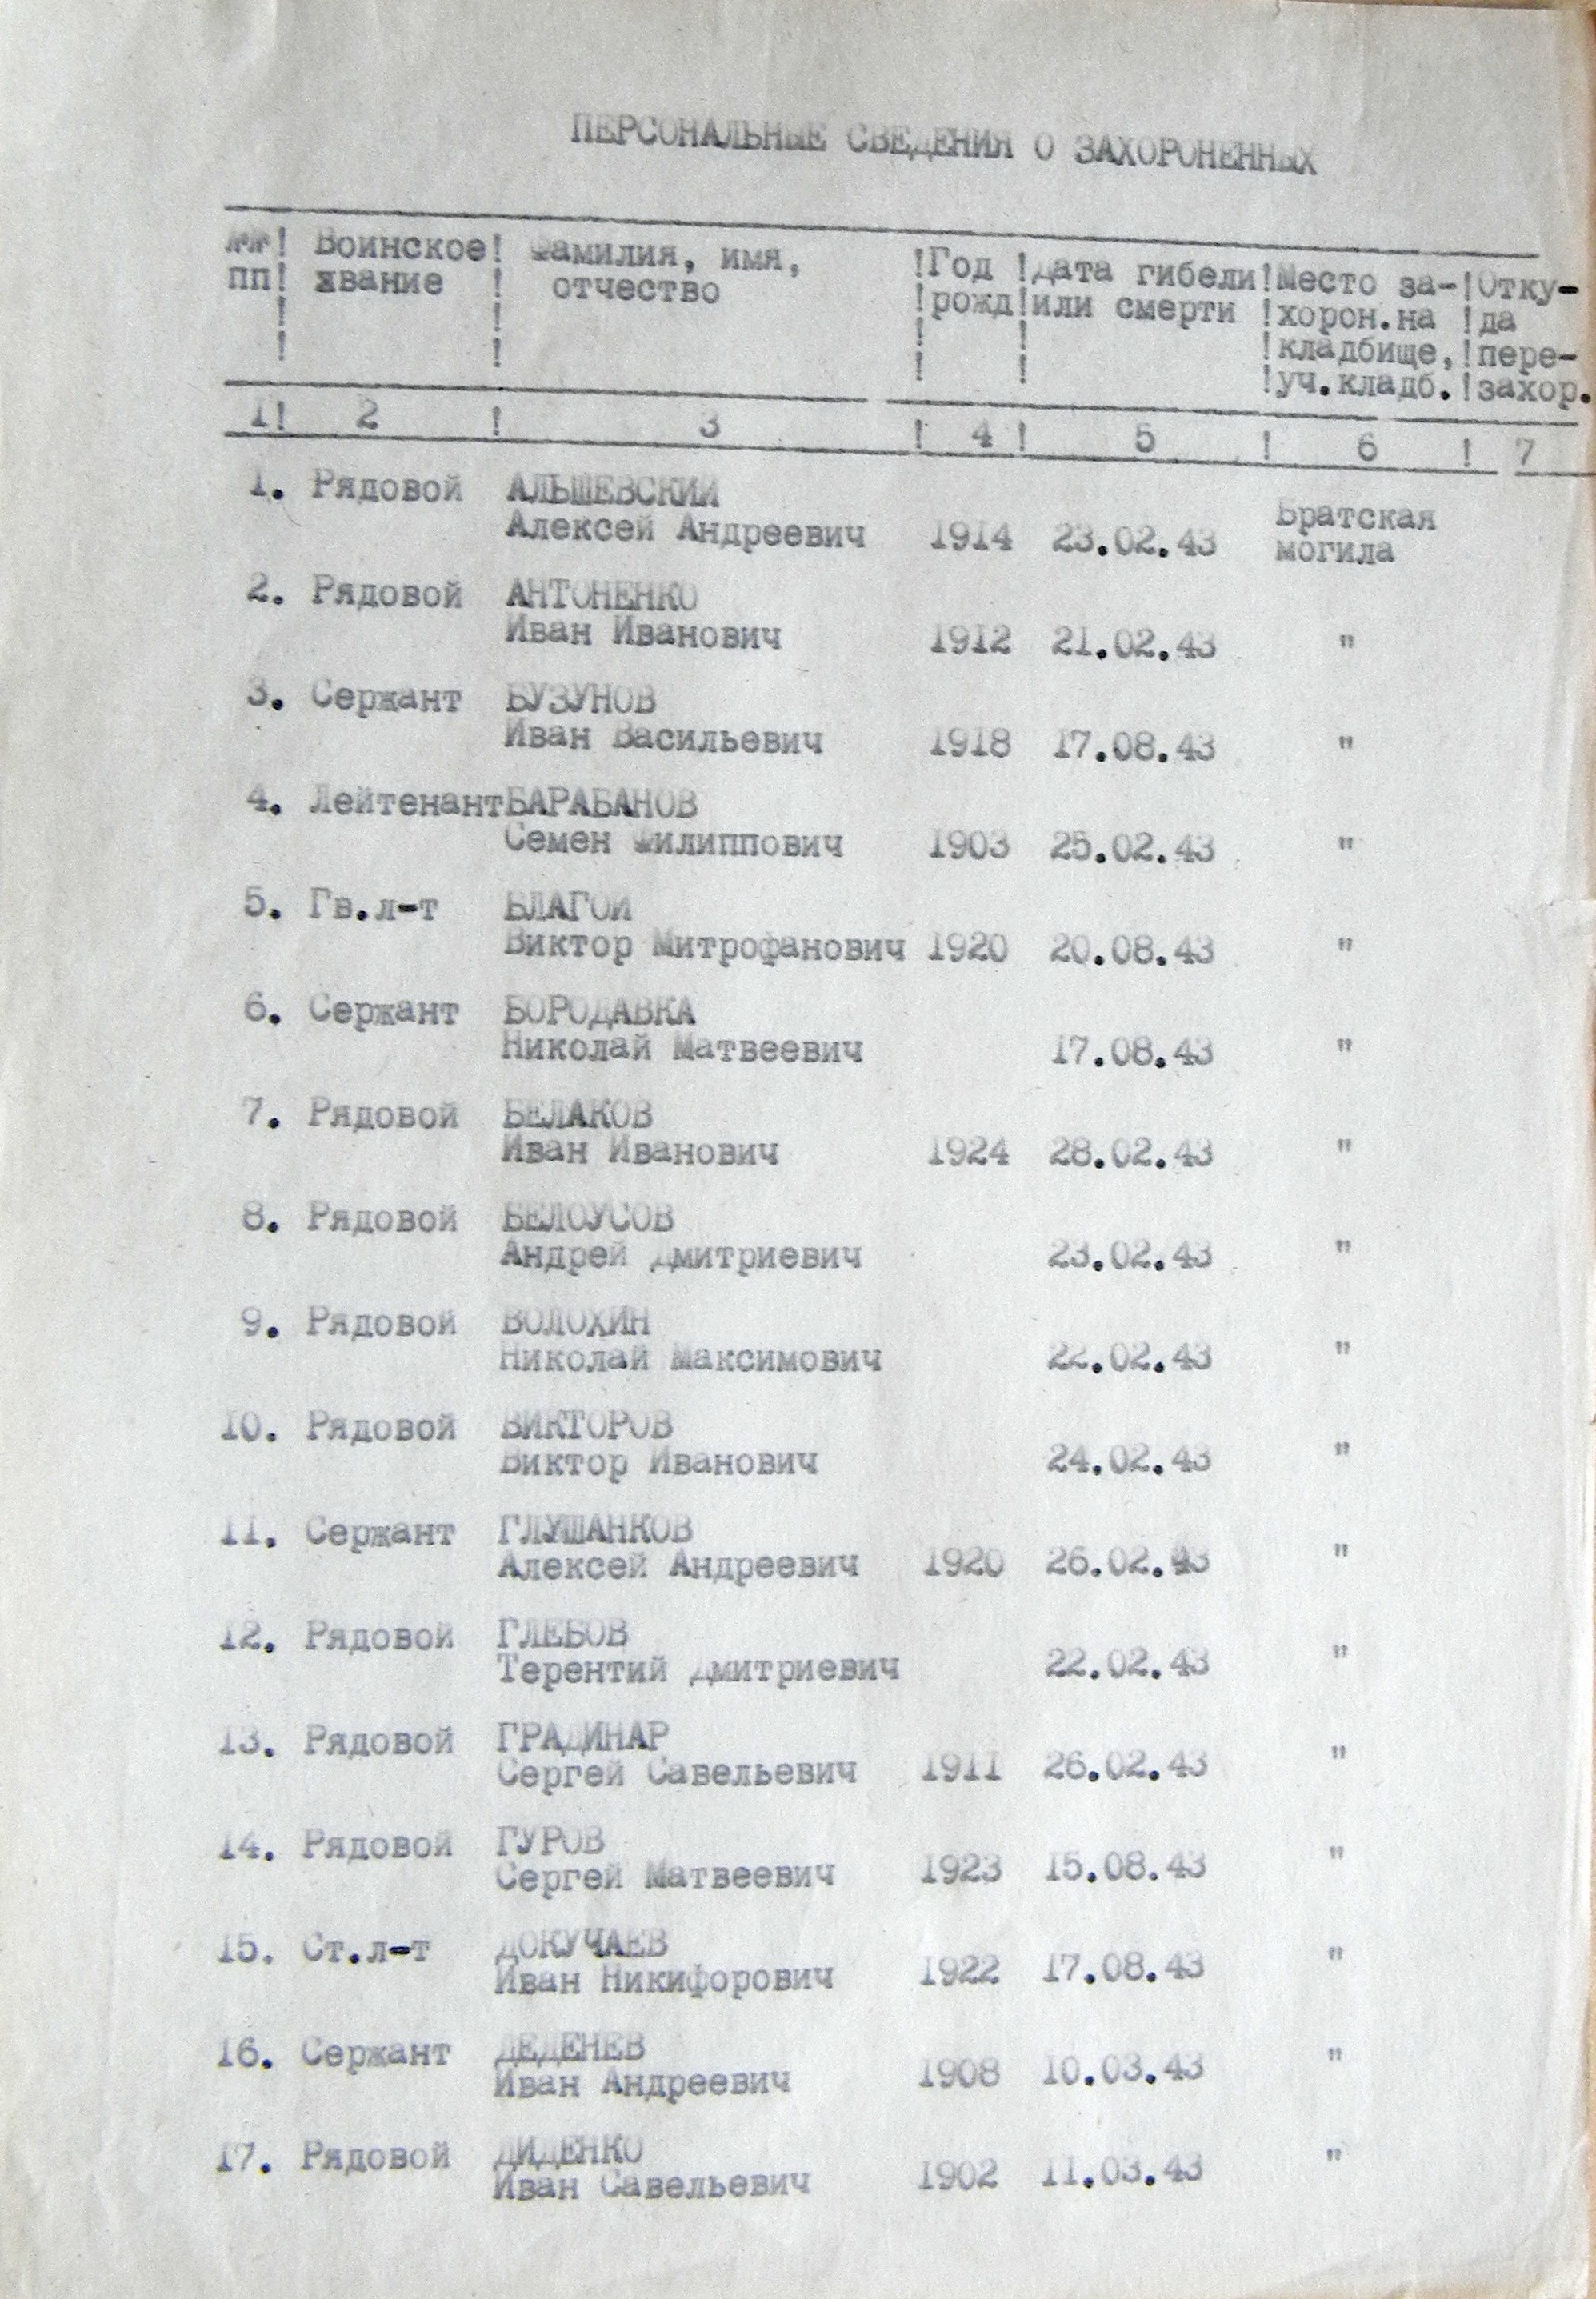 ПЕРСОНАЛЬНЫЕ СВЕДЕНИЯ О ЗАХОРОНЕННЫХ
№№! Воинское! Фамилия, имя, !Год !Дата гибели!Место за-!Отку-
пп! звание ! отчество !рожд!или смерти !хорон.на !да
! ! ! ! !кладбище,!пере-
! ! ! ! !уч.кладб.!захор.
1! 2 ! 3 ! 4 ! 5 ! 6 ! 7
1. Рядовой АЛЬШЕВСКИЙ Братская
Алексей Андреевич 1914 23.02.43 могила
2. Рядовой АНТОНЕНКО
Иван Иванович 1912 21.02.43 "
3. Сержант БУЗУНОВ
Иван Васильевич 1918 17.08.43 "
4. Лейтенант БАРАБАНОВ
Семен Филиппович 1903 25.02.43 "
5. Гв.л-т БЛАГОЙ
Виктор Митрофанович 1920 20.08.43 "
6. Сержант БОРОДАВКА
Николай Матвеевич 17.08.43 "
7. Рядовой БЕЛАКОВ
Иван Иванович 1924 28.02.43 "
8. Рядовой БЕЛОУСОВ
Андрей Дмитриевич 23.02.43 "
9. Рядовой ВОЛОХИН
Николай Максимович 22.02.43 "
10. Рядовой ВИКТОРОВ
Виктор Иванович 24.02.43 "
11. Сержант ГЛУШАНКОВ
Алексей Андреевич 1920 26.02.43 "
12. Рядовой ГЛЕБОВ
Терентий Дмитриевич 22.02.43 "
13. Рядовой ГРАДИНАР
Сергей Савельевич 1911 26.02.43 "
14. Рядовой ГУРОВ
Сергей Матвеевич 1923 15.08.43 "
15. Ст.л-т ДОКУЧАЕВ
Иван Никифорович 1922 17.08.43 "
16. Сержант ДЕДЕНЕВ
Иван Андреевич 1908 10.03.43 "
17. Рядовой ДИДЕНКО
Иван Савельевич 1902 11.03.43 "